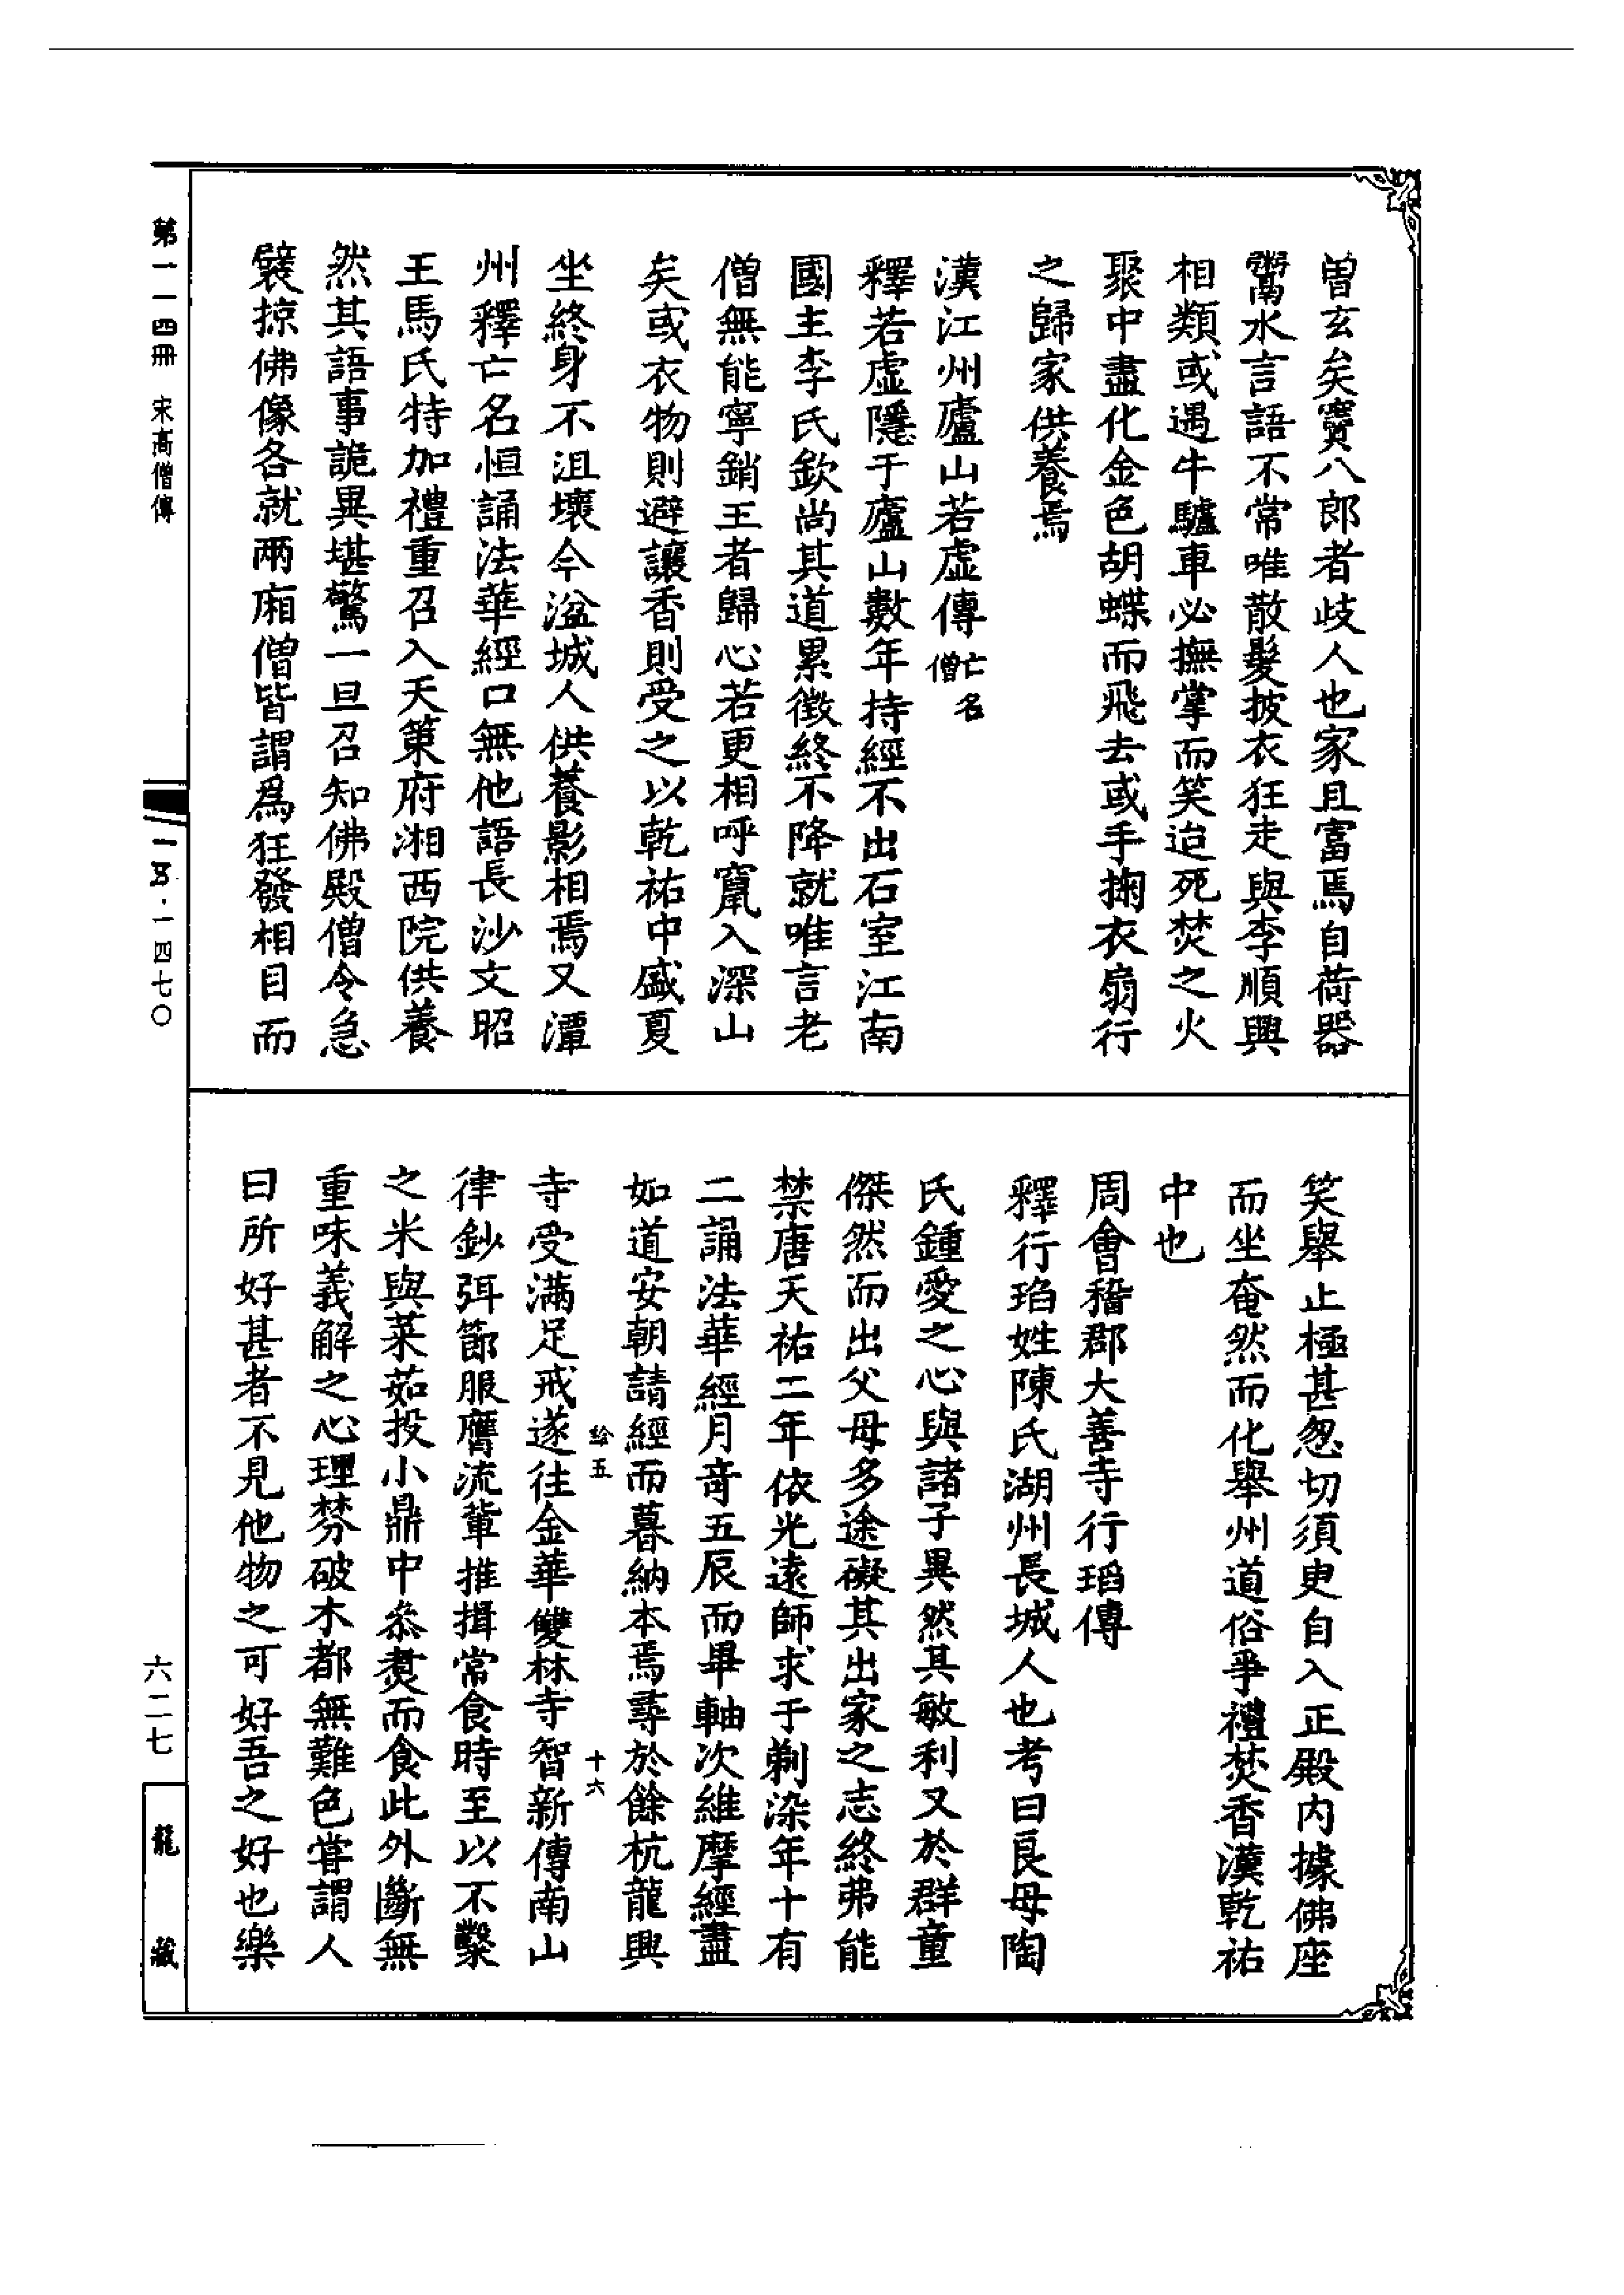 曾玄矣竇八郎者歧人也家且富焉自荷器
鬻水言語不常唯散髮披衣狂走與李順興
相類或遇牛驢車必撫掌而笑迨死焚之火
聚中盡化金色胡蝶而飛去或手掬衣扇行
之歸家供養焉
漢江州廬山若虛傳亡名僧
釋若虛隱于廬山數年持經不出石室江南
國主李氏欽尚其道累徵終不降就唯言老
僧無能寧銷王者歸心若更相呼竄入深山
矣或衣物則避讓香則受之以乾祐中盛夏
坐終身不沮壞今湓城人供養影相焉又潭
州釋亡名恒誦法華經口無他語長沙文昭
王馬氏特加禮重召入天策府湘西院供養
然其語事詭異堪驚一旦召知佛殿僧令急
襞掠佛像各就兩廂僧皆謂爲狂發相目而
笑舉止極甚怱切須臾自入正殿内據佛座
而坐奄然而化舉州道俗爭禮焚香漢乾祐
中也
周會稽郡大善寺行瑫傳
釋行瑫姓陳氏湖州長城人也考曰良母陶
氏鍾愛之心與諸子異然其敏利又於群童
傑然而出父母多途礙其出家之志終弗能
禁唐天祐二年依光遠師求于剃染年十有
二誦法華經月奇五辰而畢軸次維摩經盡
如道安朝請經而暮納本焉尋於餘杭龍興
絵五
十六
寺受滿足戒遂往金華雙林寺智新傳南山
律鈔弭節服膺流輩推揖常食時至以不鑿
之米與菜茹投小鼎中叅煑而食此外斷無
重味義解之心理棼破木都無難色甞謂人
曰所好甚者不見他物之可好吾之好也樂
第一一四冊
宋高僧傳
一五·一四七〇
六二七
龍藏